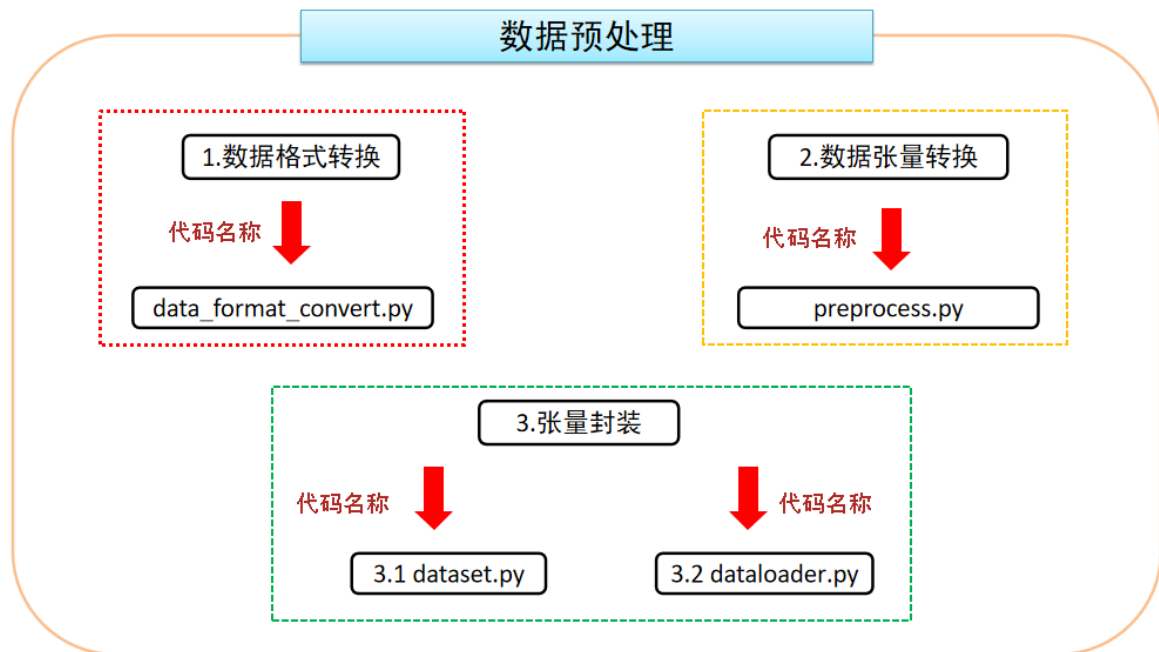 数据预处理
1.数据格式转换
代码名称
data_format_convert.py
2.数据张量转换
代码名称
preprocess.py
3.张量封装
代码名称
代码名称
3.1 dataset.py
3.2 dataloader.py